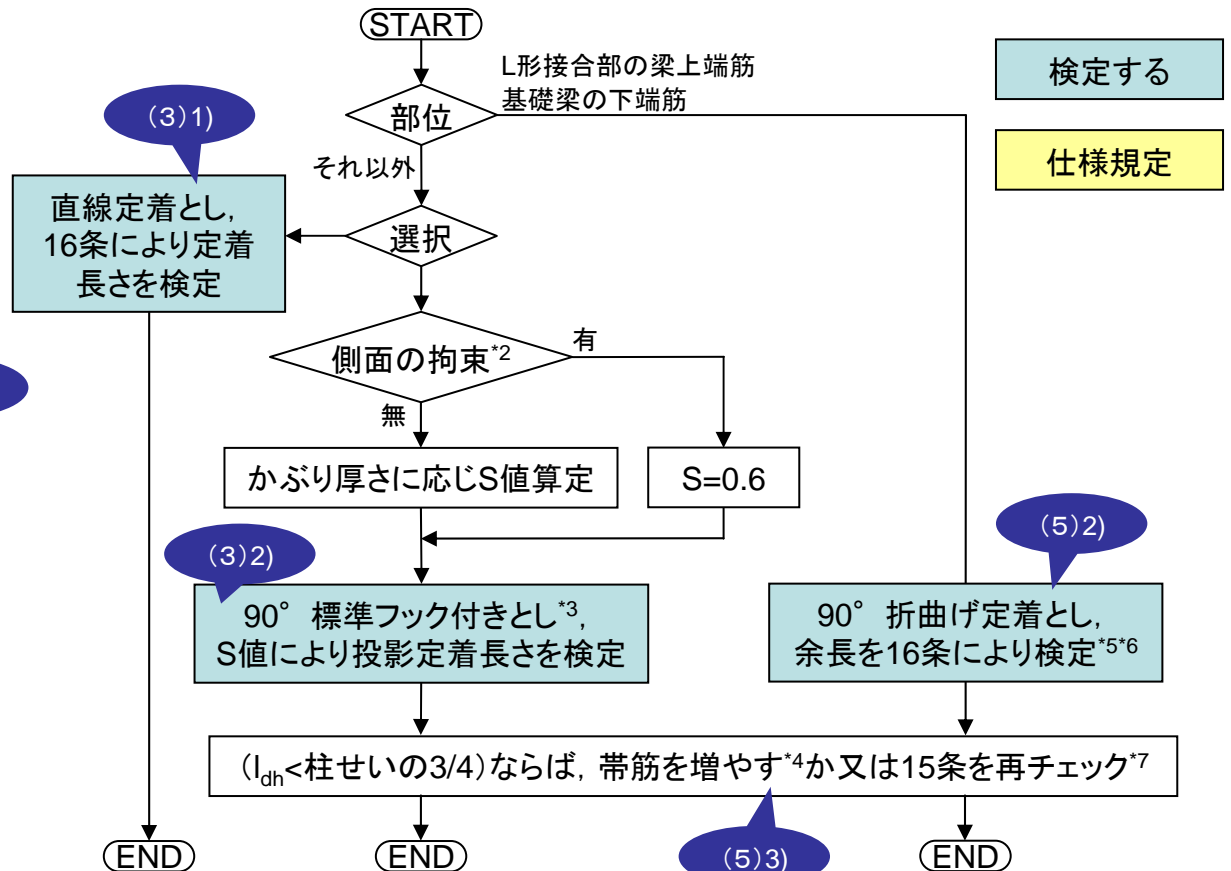 START
L形接合部の梁上端筋
基礎梁の下端筋
検定する
(3)1)
部位
仕様規定
それ以外
直線定着とし,
16条により定着
長さを検定
選択
側面の拘束*2
有
無
かぶり厚さに応じS値算定
S=0.6
(3)2)
(5)2)
90° 標準フック付きとし*3,
S値により投影定着長さを検定
90° 折曲げ定着とし,
余長を16条により検定*5*6
(ldh<柱せいの3/4)ならば, 帯筋を増やす*4か又は15条を再チェック*7
END
END
(5)3)
END